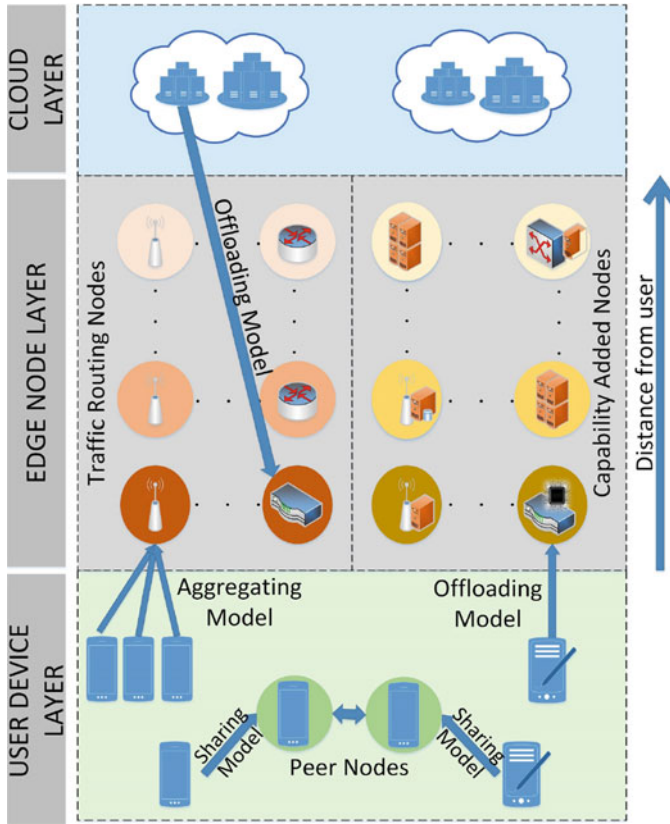 CLOUD
LAYER
EDGE NODE LAYER
Traffic Routing Nodes
Offloading Model
Capability Added Nodes
Distance from user
USER DEVICE
LAYER
Aggregating
Model
Offloading
Model
Sharing
Model
Peer Nodes
Sharing
Model